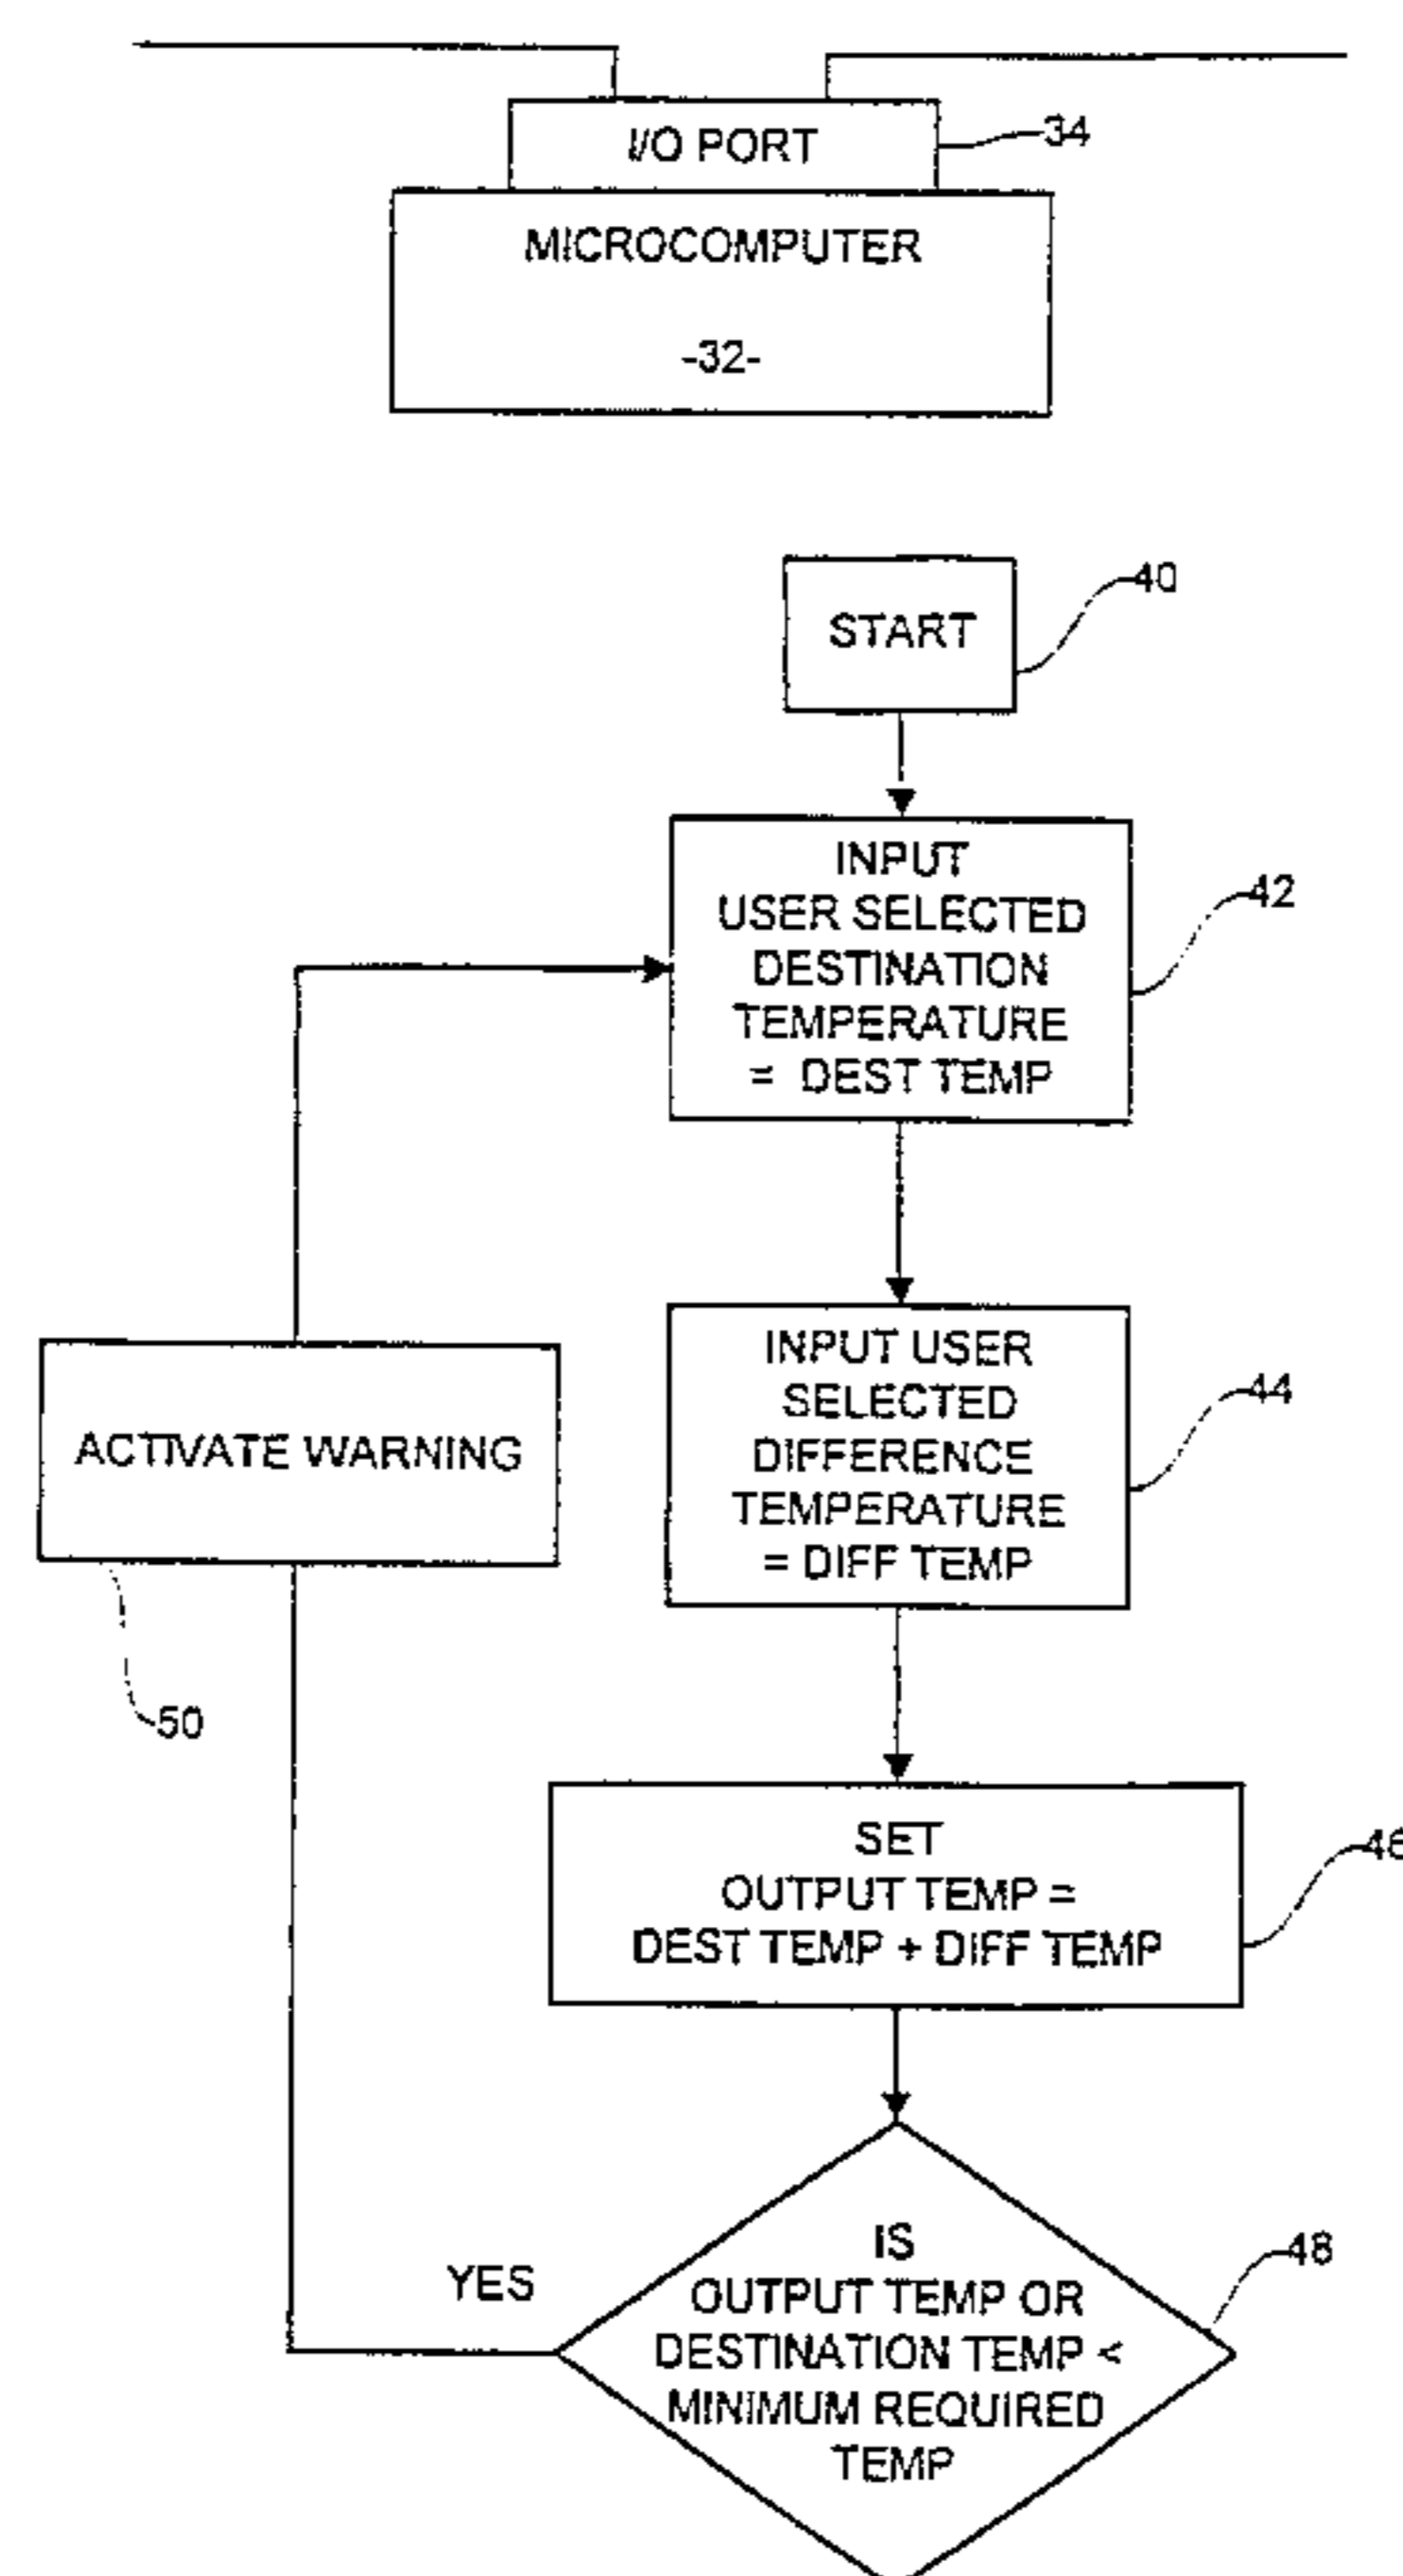 I/O PORT
34
MICROCOMPUTER
-32-
START
40
INPUT
USER SELECTED
DESTINATION
TEMPERATURE
= DEST TEMP
42
INPUT USER
SELECTED
DIFFERENCE
TEMPERATURE
= DIFF TEMP
44
ACTIVATE WARNING
50
SET
OUTPUT TEMP =
DEST TEMP + DIFF TEMP
46
IS
OUTPUT TEMP OR
DESTINATION TEMP <
MINIMUM REQUIRED
TEMP
48
YES